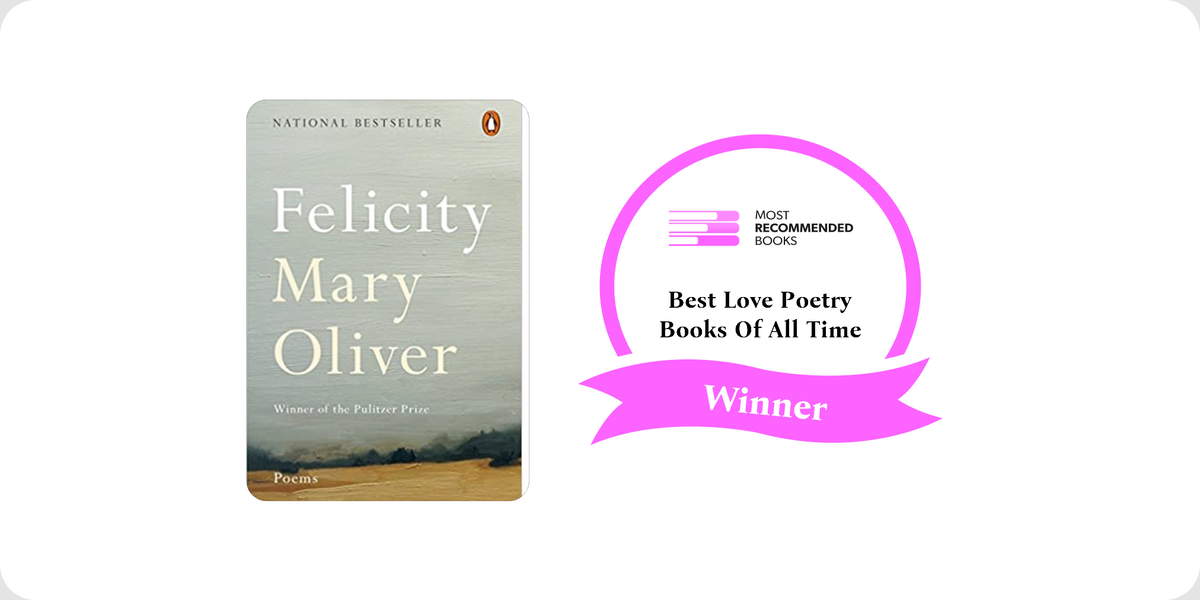 NATIONAL BESTSELLER
Felicity
Mary
Oliver
Winner of the Pulitzer Prize
Poems
MOST
RECOMMENDED
BOOKS
Best Love Poetry
Books Of All Time
Winner